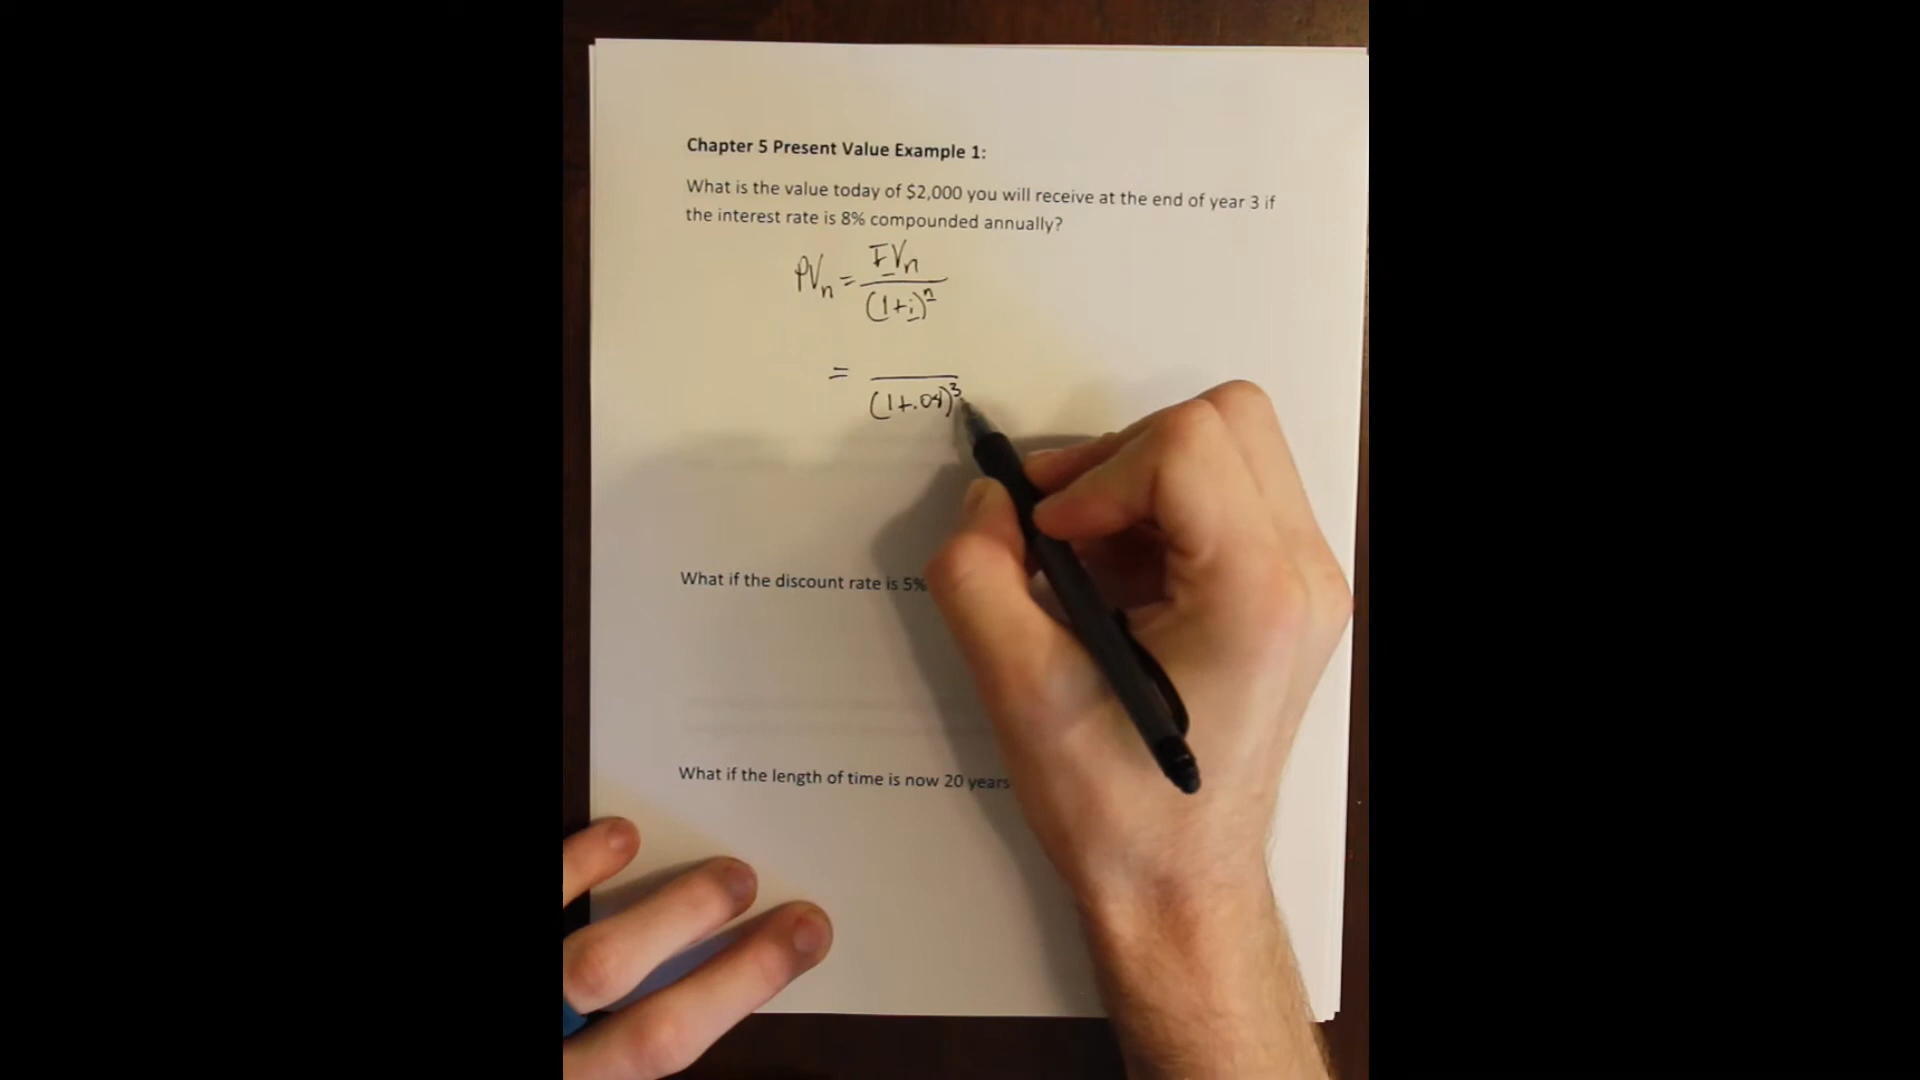 Chapter 5 Present Value Example 1:
What is the value today of $2,000 you will receive at the end of year 3 if
the interest rate is 8% compounded annually?
PVn = FVn / (1+i)^n
= / (1+.08)^3
What if the discount rate is 5%
What if the length of time is now 20 years